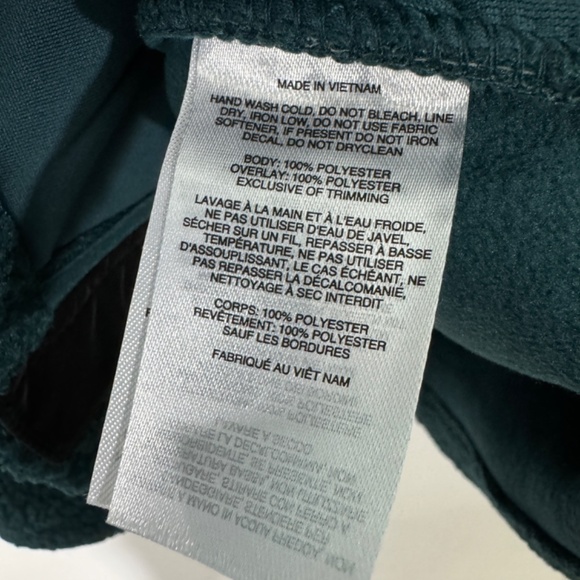 MADE IN VIETNAM
HAND WASH COLD, DO NOT BLEACH, LINE
DRY, IRON LOW, DO NOT USE FABRIC
SOFTENER, IF PRESENT DO NOT IRON
DECAL, DO NOT DRYCLEAN
BODY: 100% POLYESTER
OVERLAY: 100% POLYESTER
EXCLUSIVE OF TRIMMING
LAVAGE À LA MAIN ET À L'EAU FROIDE,
NE PAS UTILISER D'EAU DE JAVEL,
SÉCHER SUR UN FIL, REPASSER À BASSE
TEMPÉRATURE, NE PAS UTILISER
D'ASSOUPLISSANT, LE CAS ÉCHÉANT, NE
PAS REPASSER LA DÉCALCOMANIE,
NETTOYAGE À SEC INTERDIT.
CORPS: 100% POLYESTER
REVÊTEMENT: 100% POLYESTER
SAUF LES BORDURES
FABRIQUÉ AU VIÊT NAM